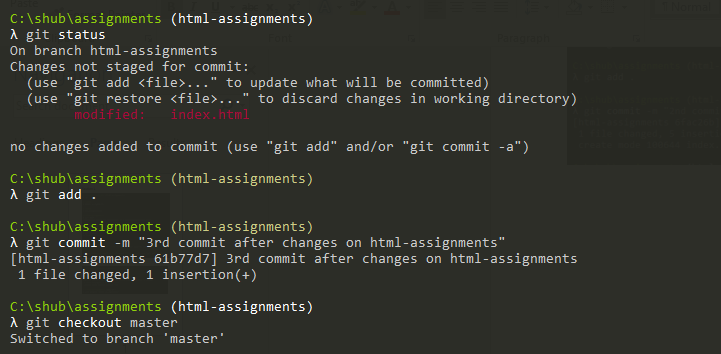 C:\shub\assignments (html-assignments)
λ git status
On branch html-assignments
Changes not staged for commit:
  (use "git add <file>..." to update what will be committed)
  (use "git restore <file>..." to discard changes in working directory)
        modified:   index.html
no changes added to commit (use "git add" and/or "git commit -a")
C:\shub\assignments (html-assignments)
λ git add .
C:\shub\assignments (html-assignments)
λ git commit -m "3rd commit after changes on html-assignments"
[html-assignments 61b77d7] 3rd commit after changes on html-assignments
 1 file changed, 1 insertion(+)
C:\shub\assignments (html-assignments)
λ git checkout master
Switched to branch 'master'